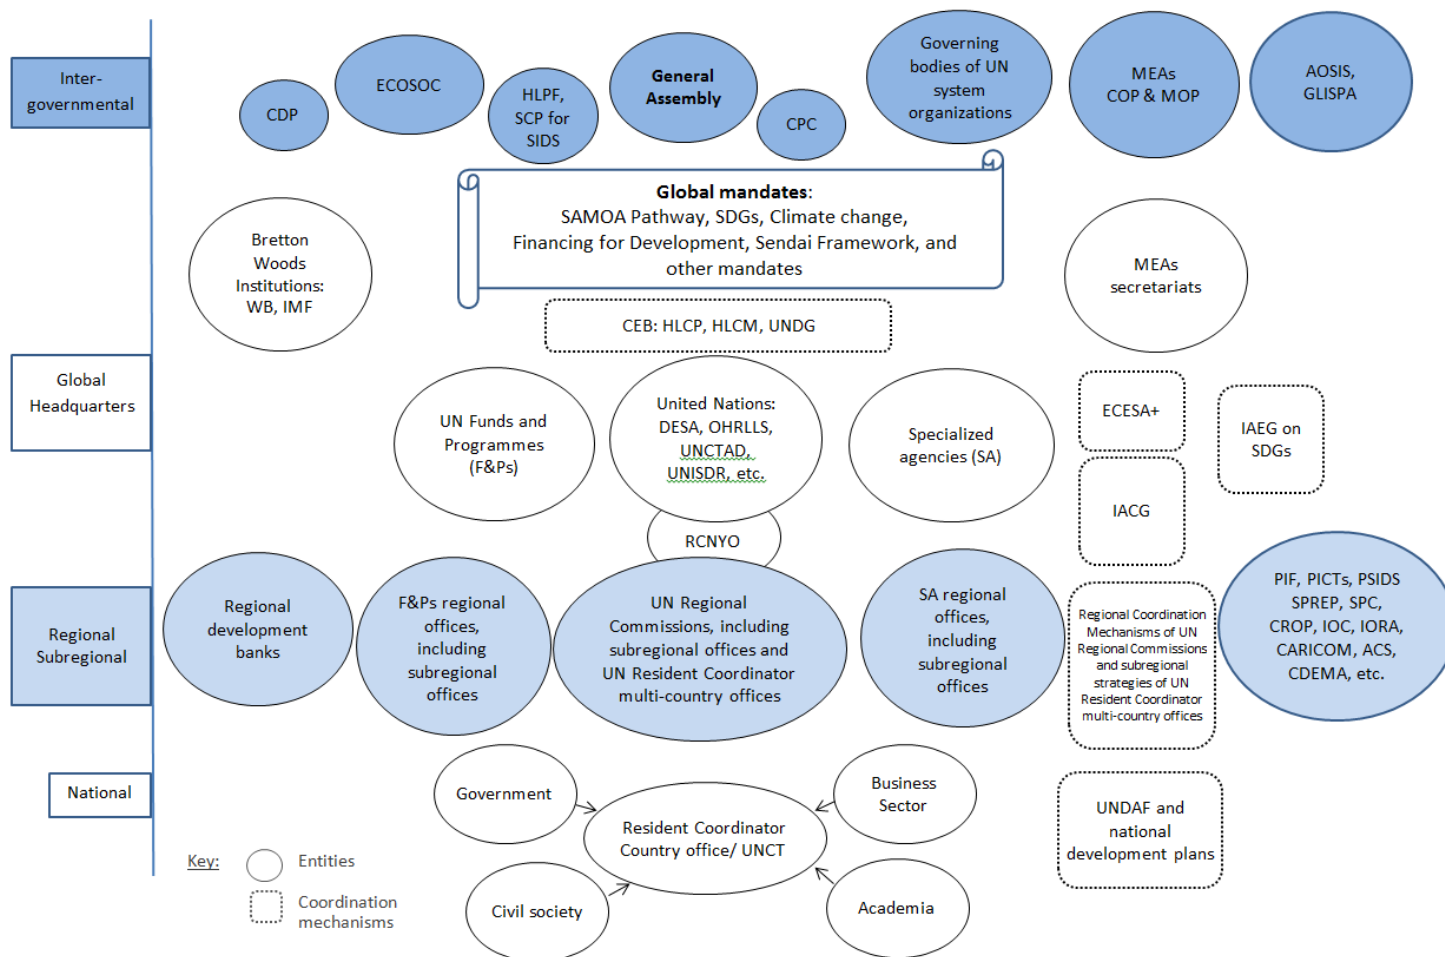 Inter-
governmental
CDP
ECOSOC
HLPF,
SCP for
SIDS
General
Assembly
CPC
Governing
bodies of UN
system
organizations
MEAs
COP & MOP
AOSIS,
GLISPA
Global mandates:
SAMOA Pathway, SDGs, Climate change,
Financing for Development, Sendai Framework, and
other mandates
Bretton
Woods
Institutions:
WB, IMF
MEAs
secretariats
CEB: HLCP, HLCM, UNDG
Global
Headquarters
UN Funds and
Programmes
(F&Ps)
United Nations:
DESA, OHRLLS,
UNCTAD,
UNISDR, etc.
Specialized
agencies (SA)
ECESA+
IAEG on
SDGs
IACG
RCNYO
Regional
Subregional
Regional
development
banks
F&Ps regional
offices,
including
subregional
offices
UN Regional
Commissions, including
subregional offices and
UN Resident Coordinator
multi-country offices
SA regional
offices,
including
subregional
offices
Regional Coordination
Mechanisms of UN
Regional Commissions
and subregional
strategies of UN
Resident Coordinator
multi-country offices
PIF, PICTs, PSIDS
SPREP, SPC,
CROP, IOC, IORA,
CARICOM, ACS,
CDEMA, etc.
National
Government
Business
Sector
Resident Coordinator
Country office/ UNCT
Civil society
Academia
UNDAF and
national
development plans
Key:
Entities
Coordination
mechanisms